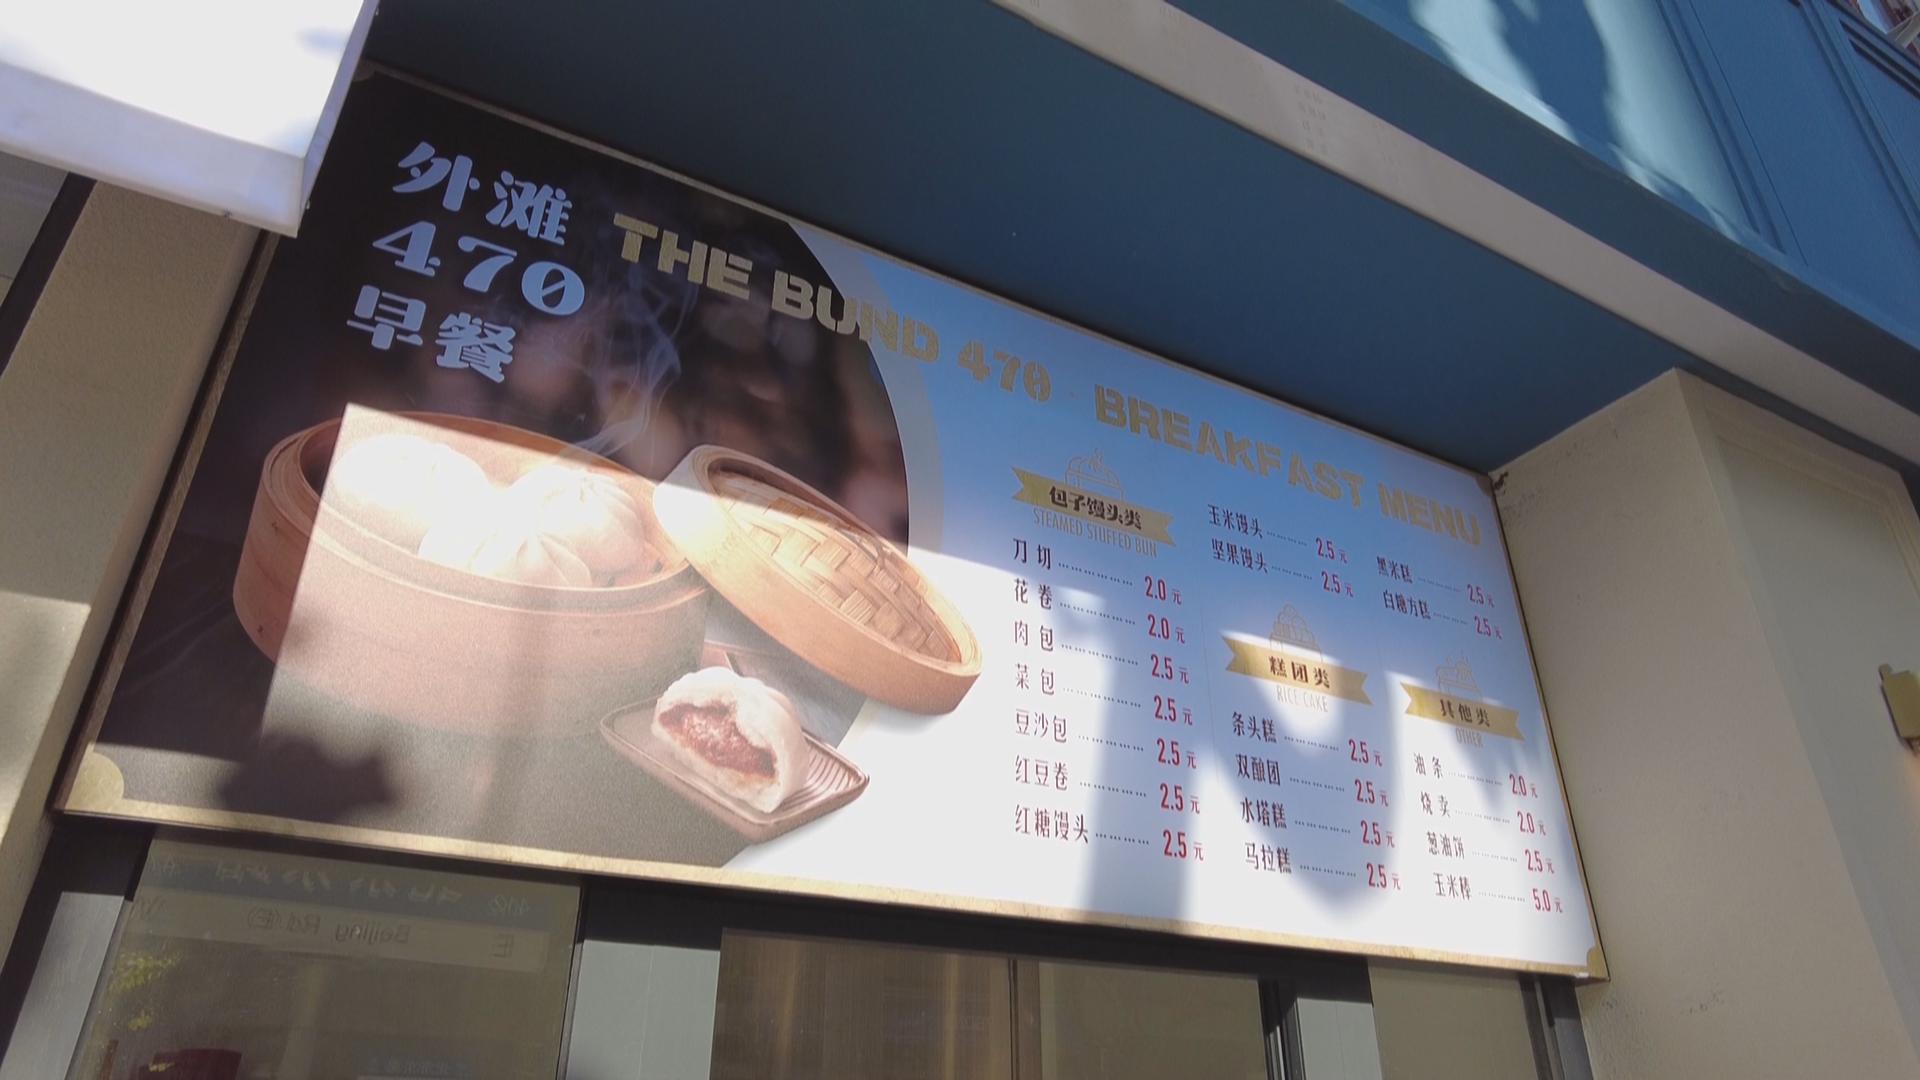 外滩
470
早餐
THE BUND 470 · BREAKFAST MENU
包子馒头类
STEAMED STUFFED BUN
刀切 2.0元
花卷 2.0元
肉包 2.5元
菜包 2.5元
豆沙包 2.5元
红豆卷 2.5元
红糖馒头 2.5元
玉米馒头 2.5元
坚果馒头 2.5元
糕团类
RICE CAKE
条头糕 2.5元
双酿团 2.5元
水塔糕 2.5元
马拉糕 2.5元
黑米糕 2.5元
白糖方糕 2.5元
其他类
OTHER
油条 2.0元
烧卖 2.0元
葱油饼 2.5元
玉米棒 5.0元
Beijing Rd(E)